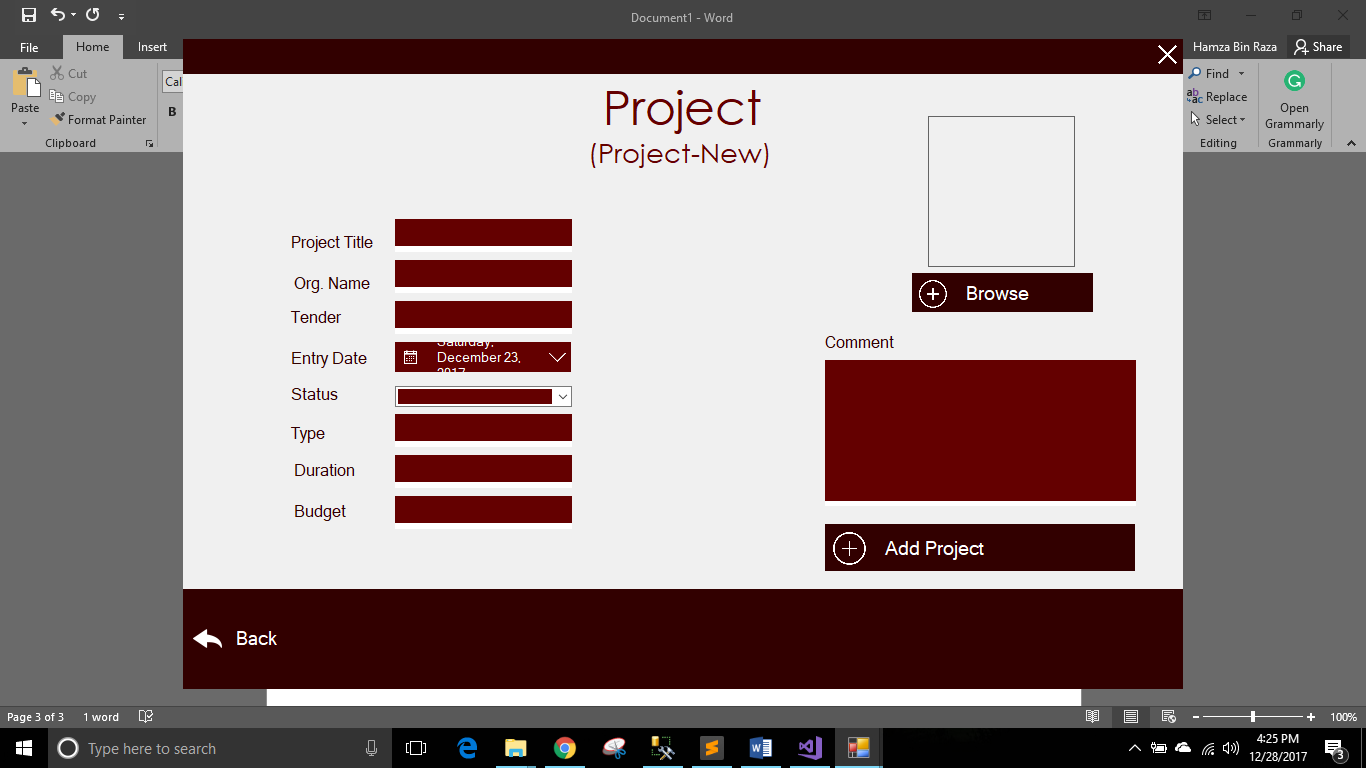 Document1 - Word
File Home Insert
Hamza Bin Raza Share
Cut
Copy
Format Painter
Paste
Clipboard
Cal
B
Find
Replace
Select
Editing
Open
Grammarly
Grammarly
Project
(Project-New)
Project Title
Org. Name
Tender
Entry Date
Saturday,
December 23,
2017
Status
Type
Duration
Budget
Browse
Comment
Add Project
Back
Page 3 of 3 1 word
100%
Type here to search
4:25 PM
12/28/2017
3